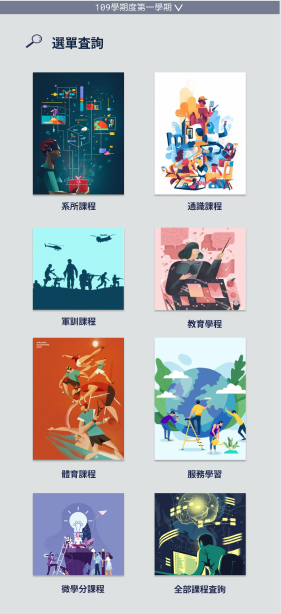 109學期度第一學期
選單查詢
系所課程
通識課程
軍訓課程
教育學程
體育課程
服務學習
微學分課程
全部課程查詢